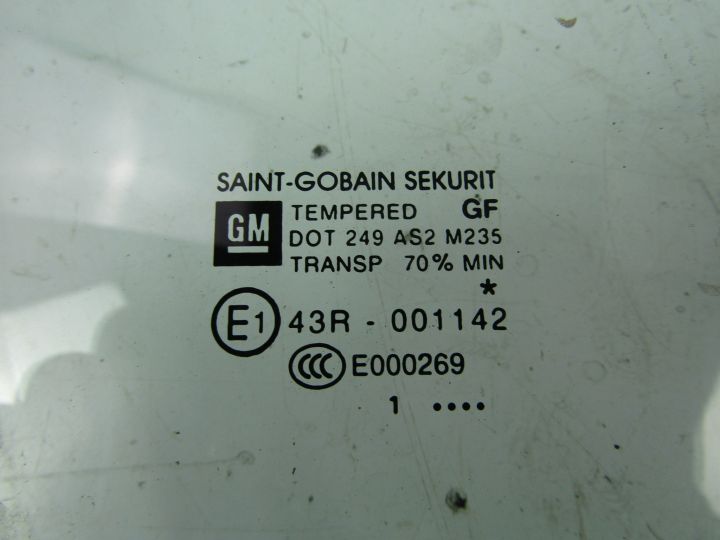 SAINT-GOBAIN SEKURIT
GM TEMPERED GF
DOT 249 AS2 M235
TRANSP 70% MIN
*
E1 43R - 001142
CCC E000269
1 ....